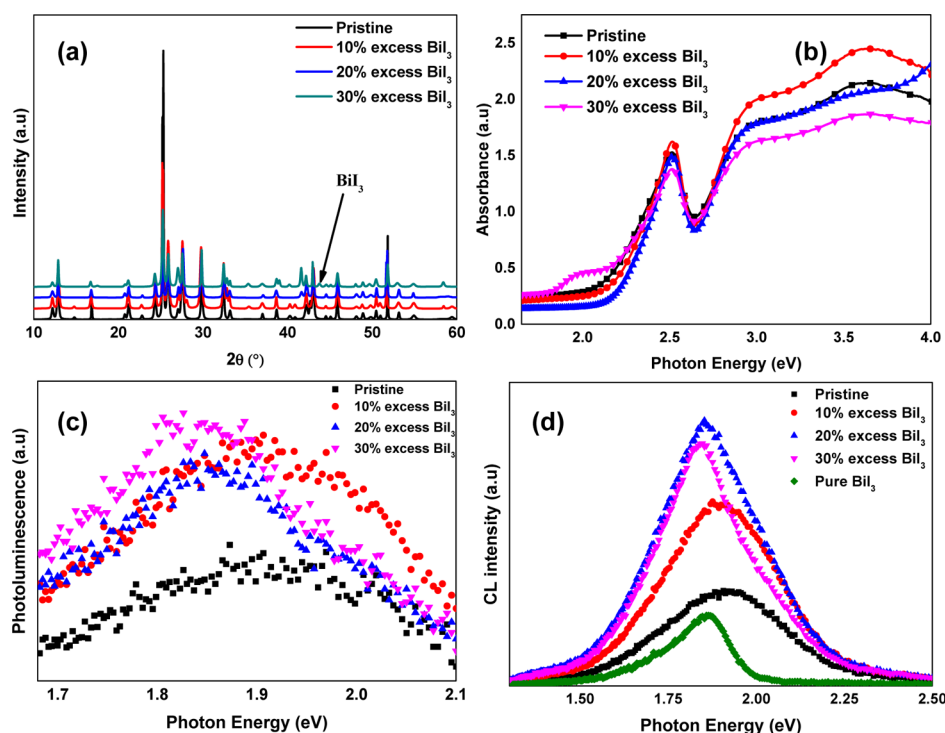 (a)
Pristine
10% excess BiI3
20% excess BiI3
30% excess BiI3
BiI3
Intensity (a.u)
10 20 30 40 50 60
2θ (°)
(b)
Pristine
10% excess BiI3
20% excess BiI3
30% excess BiI3
Absorbance (a.u)
2.5
2.0
1.5
1.0
0.5
0.0
2.0 2.5 3.0 3.5 4.0
Photon Energy (eV)
(c)
Pristine
10% excess BiI3
20% excess BiI3
30% excess BiI3
Photoluminescence (a.u)
1.7 1.8 1.9 2.0 2.1
Photon Energy (eV)
(d)
Pristine
10% excess BiI3
20% excess BiI3
30% excess BiI3
Pure BiI3
CL intensity (a.u)
1.50 1.75 2.00 2.25 2.50
Photon Energy (eV)